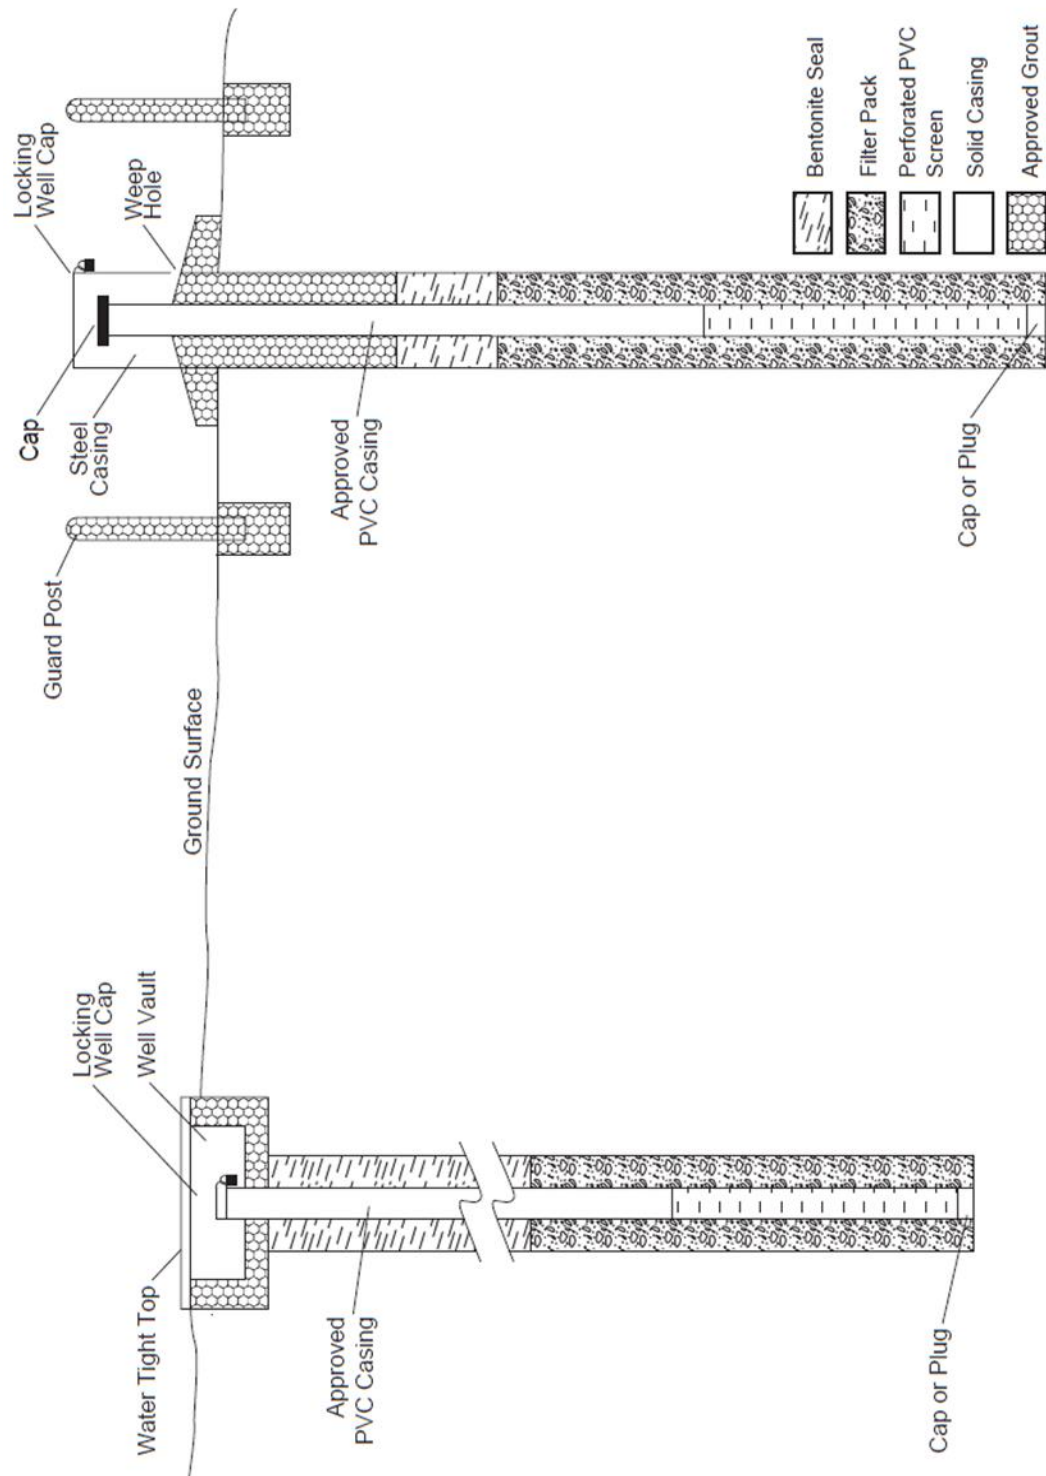 Water Tight Top
Locking
Well Cap
Well Vault
Approved
PVC Casing
Cap or Plug
Ground Surface
Guard Post
Cap
Steel
Casing
Locking
Well Cap
Weep
Hole
Approved
PVC Casing
Cap or Plug
Bentonite Seal
Filter Pack
Perforated PVC
Screen
Solid Casing
Approved Grout